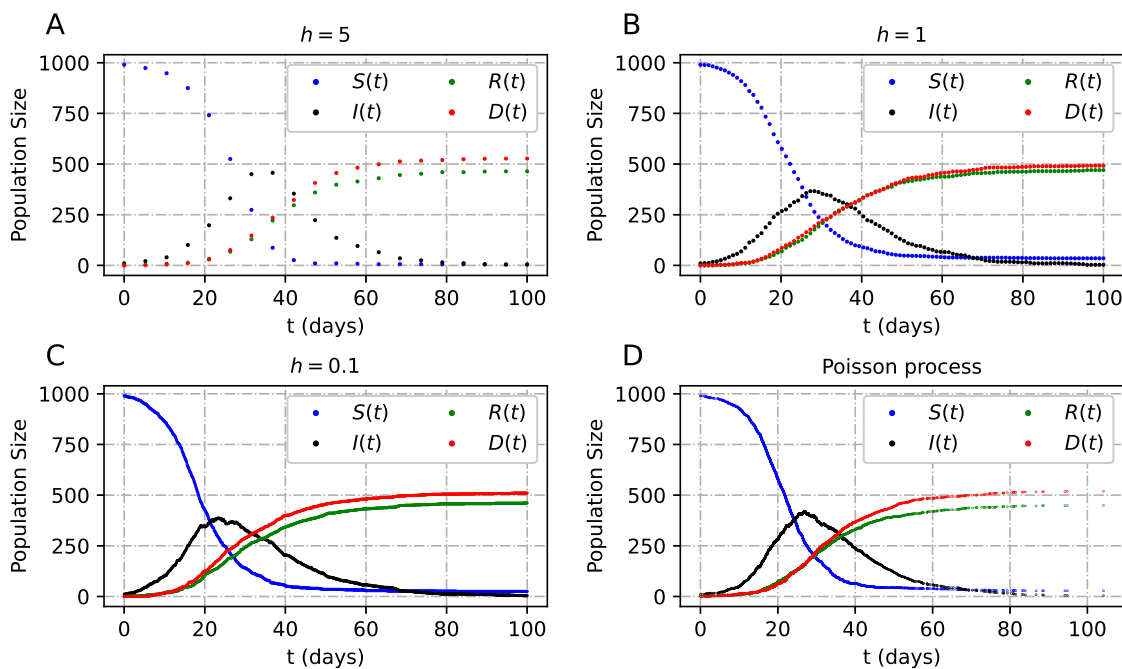 A
h = 5
1000
750
500
250
0
Population Size
S(t)
I(t)
R(t)
D(t)
0
20
40
60
80
100
t (days)
B
h = 1
1000
750
500
250
0
Population Size
S(t)
I(t)
R(t)
D(t)
0
20
40
60
80
100
t (days)
C
h = 0.1
1000
750
500
250
0
Population Size
S(t)
I(t)
R(t)
D(t)
0
20
40
60
80
100
t (days)
D
Poisson process
1000
750
500
250
0
Population Size
S(t)
I(t)
R(t)
D(t)
0
20
40
60
80
100
t (days)